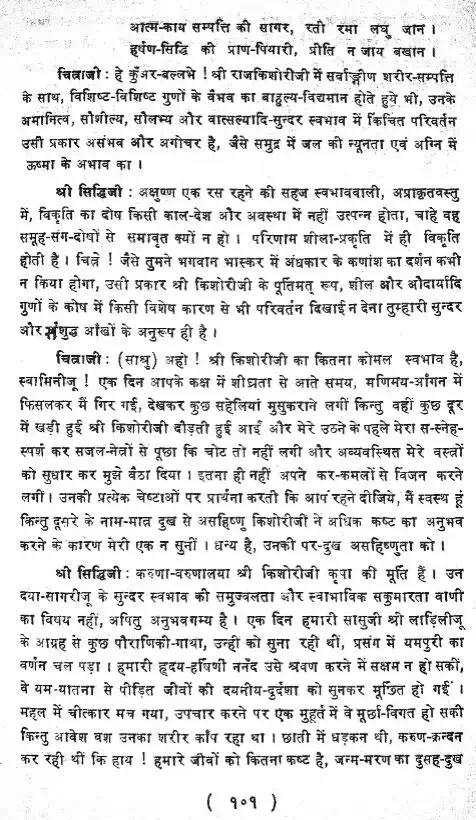 आत्म-काय सम्पत्ति की सागर, रती रमा लघु जान ।
हुर्षण-सिद्धि की प्राण-पियारी, प्रीति न जाय बखान ।
चित्राजी: हे कुँअर-बल्लभे ! श्री राजकिशोरीजी में सर्वाङ्गीण शरीर-सम्पत्ति
के साथ, विशिष्ट-विशिष्ट गुणों के वैभव का बाहुल्य-विद्यमान होते हुये भी, उनके
अमानित्व, सौशील्य, सौलभ्य और वात्सल्यादि-सुन्दर स्वभाव में किंचित परिवर्तन
उसी प्रकार असंभव और अगोचर है, जैसे समुद्र में जल की न्यूनता एवं अग्नि में
ऊष्मा के अभाव का ।
श्री सिद्धिजी: अक्षुष्ण एक रस रहने की सहज स्वभाववाली, अप्राकृतवस्तु
में, विकृति का दोष किसी काल-देश और अवस्था में नहीं उत्पन्न होता, चाहे वह
समूह-संग-दोषों से समावृत क्यों न हो । परिणाम शीला-प्रकृति में ही विकृति
होती है । चित्रे ! जैसे तुमने भगवान भास्कर में अंधकार के कणांश का दर्शन कभी
न किया होगा, उसी प्रकार श्री किशोरीजी के पूतिमत् रूप, शील और औदार्यादि
गुणों के कोष में किसी विशेष कारण से भी परिवर्तन दिखाई न देना तुम्हारी सुन्दर
और संशुद्ध आंखों के अनुरूप ही है ।
चित्राजी: (साश्रु) अहो ! श्री किशोरीजी का कितना कोमल स्वभाव है,
स्वामिनीजू ! एक दिन आपके कक्ष में शीघ्रता से आते समय, मणिमय-आँगन में
फिसलकर मैं गिर गई, देखकर कुछ सहेलियां मुसुकराने लगीं किन्तु वहीं कुछ दूर
में खड़ी हुई श्री किशोरीजी दौड़ती हुई आई और मेरे उठने के पहले मेरा स-स्नेह-
स्पर्श कर सजल-नेत्रों से पूछा कि चोट तो नहीं लगी और अव्यवस्थित मेरे वस्त्रों
को सुधार कर मुझे बैठा दिया । इतना ही नहीं अपने कर-कमलों से विजन करने
लगीं । उनकी प्रत्येक चेष्टाओं पर प्रार्थना करती कि आप रहने दीजिये, मैं स्वस्थ हूं
किन्तु दूसरे के नाम-मात्र दुख से असहिष्णु किशोरीजी ने अधिक कष्ट का अनुभव
करने के कारण मेरी एक न सुनीं । धन्य है, उनकी पर-दुख असहिष्णुता को ।
श्री सिद्धिजी: करुणा-वरुणालया श्री किशोरीजी कृपा की मूर्ति हैं । उन
दया-सागरीजू के सुन्दर स्वभाव की समुज्वलता और स्वाभाविक सकुमारता वाणी
का विषय नहीं, अपितु अनुभवगम्य है । एक दिन हमारी सासुजी श्री लाड़िलीजू
के आग्रह से कुछ पौराणिकी-गाथा, उन्हीं को सुना रही थीं, प्रसंग में यमपुरी का
वर्णन चल पड़ा । हमारी हृदय-हर्षिणी ननँद उसे श्रवण करने में सक्षम न हो सकीं,
वे यम-यातना से पीड़ित जीवों की दयनीय-दुर्दशा को सुनकर मूर्छित हो गईं ।
महल में चीत्कार मच गया, उपचार करने पर एक मुहूर्त में वे मूर्छा-विगत हो सकीं
किन्तु आवेश वश उनका शरीर काँप रहा था । छाती में धड़कन थी, करुण-क्रन्दन
कर रही थीं कि हाय ! हमारे जीवों को कितना कष्ट है, जन्म-मरण का दुसह-दुख
( १०१ )